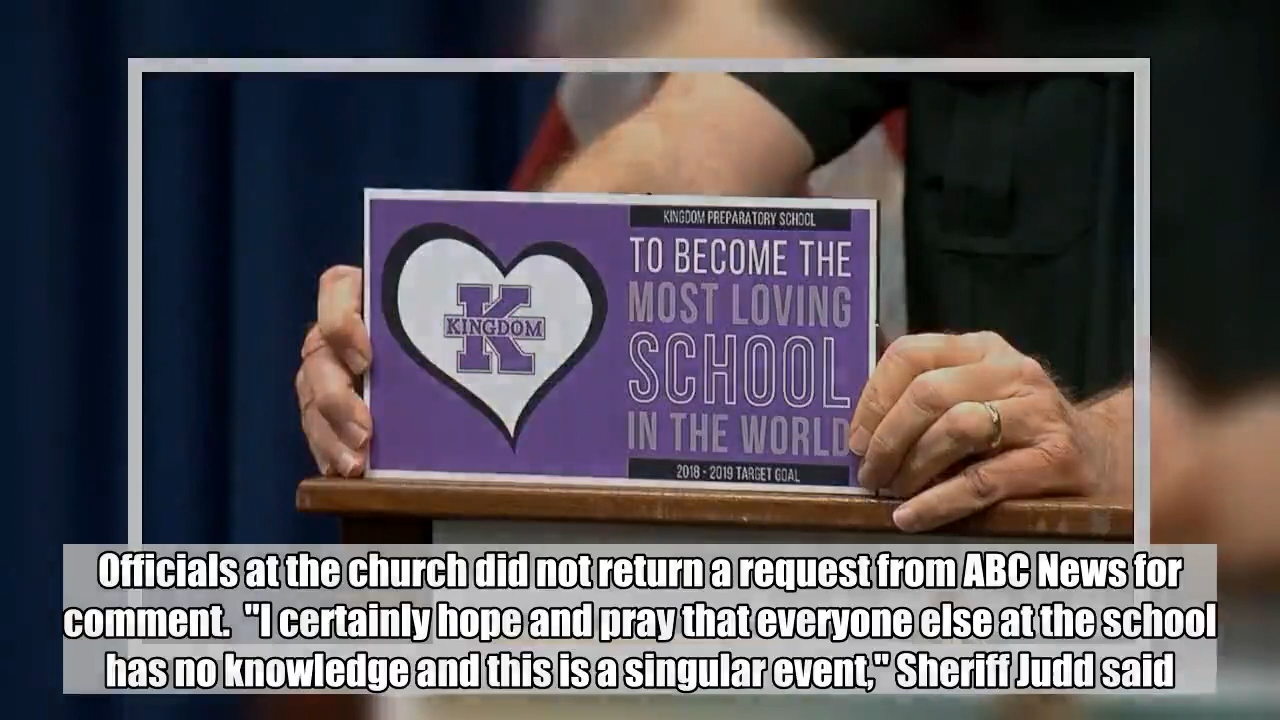 KINGDOM PREPARATORY SCHOOL
TO BECOME THE
MOST LOVING
SCHOOL
IN THE WORLD
2018 - 2019 TARGET GOAL
K
KINGDOM
Officials at the church did not return a request from ABC News for
comment. "I certainly hope and pray that everyone else at the school
has no knowledge and this is a singular event," Sheriff Judd said